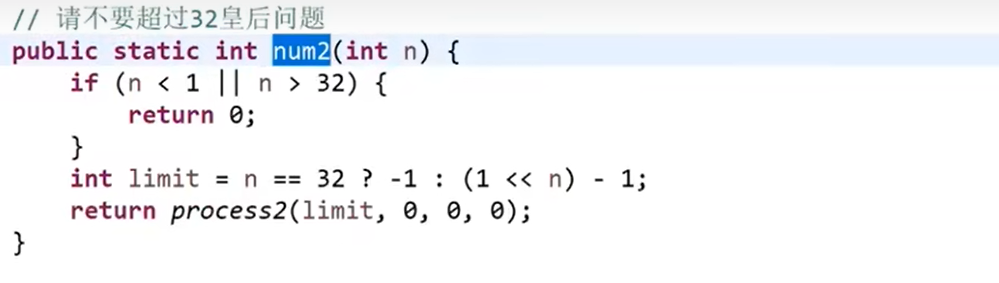 // 请不要超过32皇后问题
public static int num2(int n) {
    if (n < 1 || n > 32) {
        return 0;
    }
    int limit = n == 32 ? -1 : (1 << n) - 1;
    return process2(limit, 0, 0, 0);
}